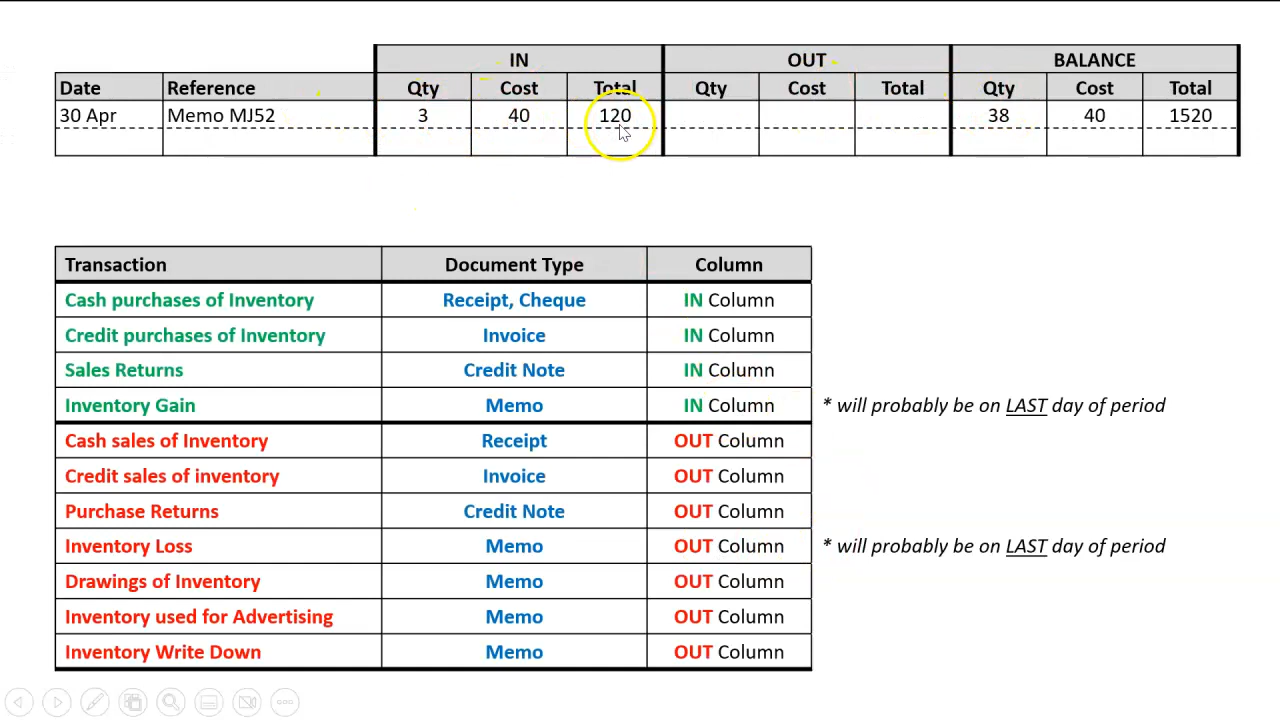 IN OUT BALANCE
Date Reference Qty Cost Total Qty Cost Total Qty Cost Total
30 Apr Memo MJ52 3 40 120 38 40 1520
Transaction Document Type Column
Cash purchases of Inventory Receipt, Cheque IN Column
Credit purchases of Inventory Invoice IN Column
Sales Returns Credit Note IN Column
Inventory Gain Memo IN Column * will probably be on LAST day of period
Cash sales of Inventory Receipt OUT Column
Credit sales of inventory Invoice OUT Column
Purchase Returns Credit Note OUT Column
Inventory Loss Memo OUT Column * will probably be on LAST day of period
Drawings of Inventory Memo OUT Column
Inventory used for Advertising Memo OUT Column
Inventory Write Down Memo OUT Column